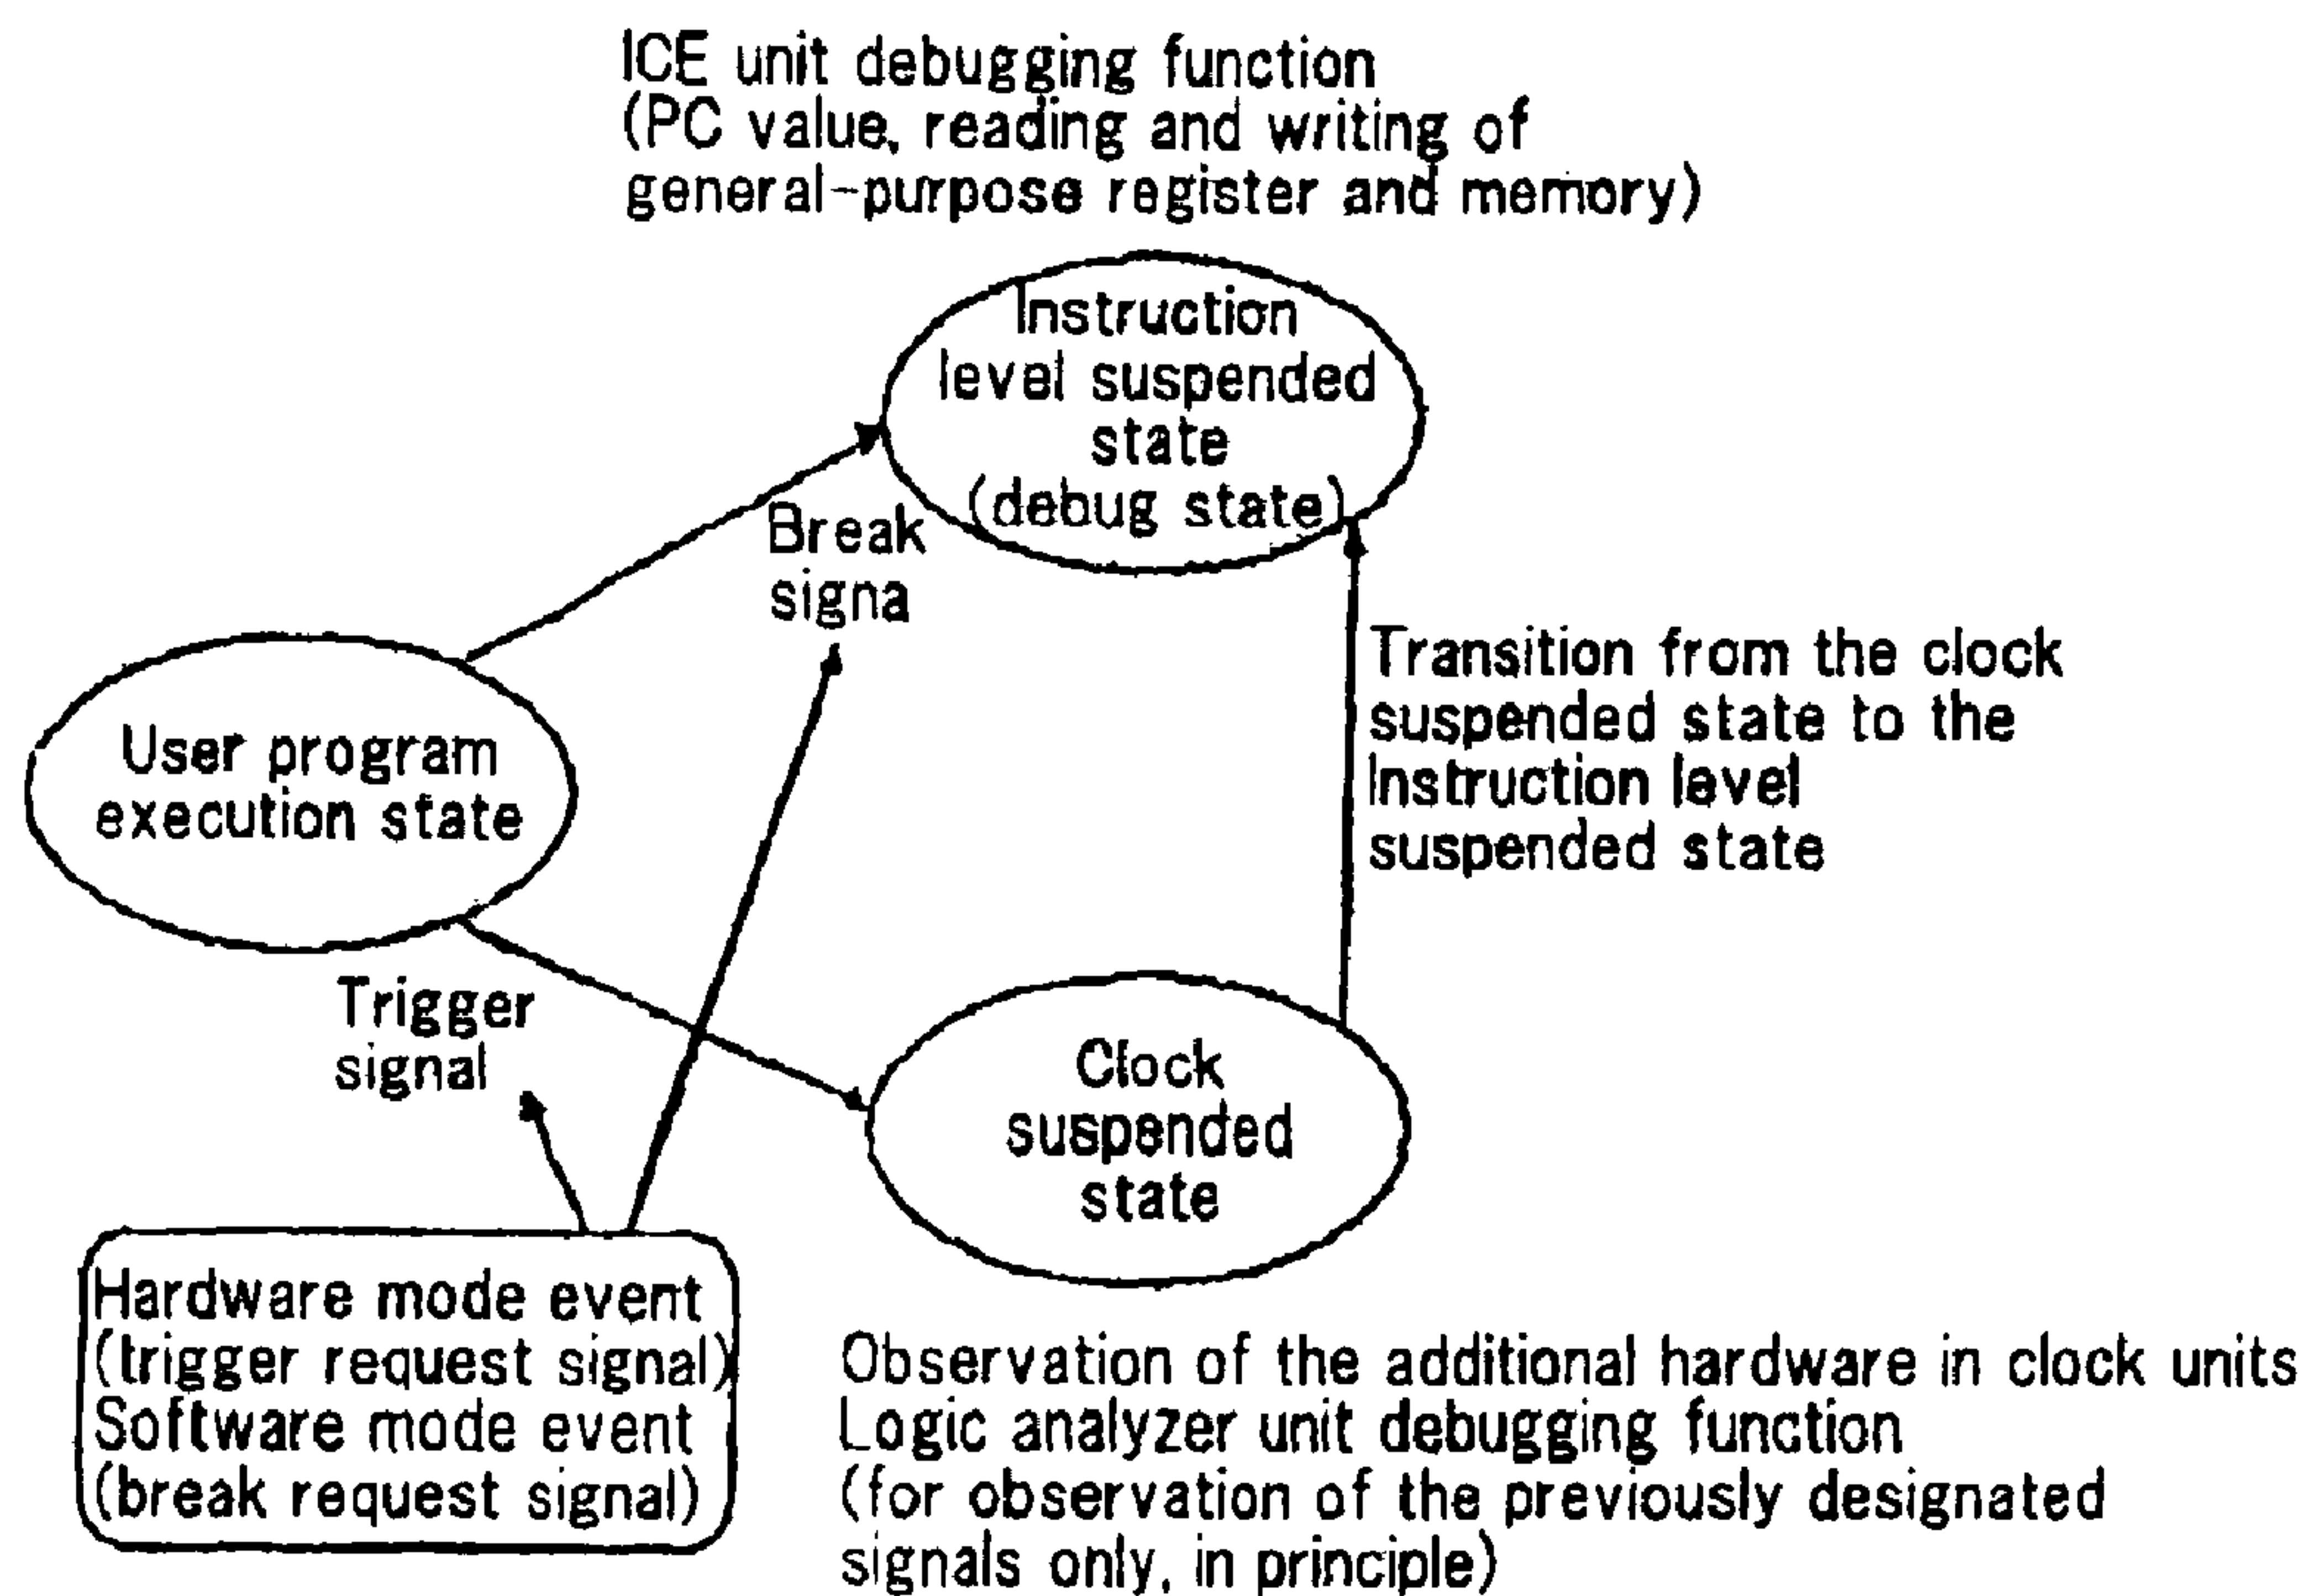 ICE unit debugging function
(PC value, reading and writing of
general-purpose register and memory)
Instruction
level suspended
state
(debug state)
Break
signa
User program
execution state
Transition from the clock
suspended state to the
Instruction level
suspended state
Trigger
signal
Clock
suspended
state
Hardware mode event
(trigger request signal)
Software mode event
(break request signal)
Observation of the additional hardware in clock units
Logic analyzer unit debugging function
(for observation of the previously designated
signals only, in principle)